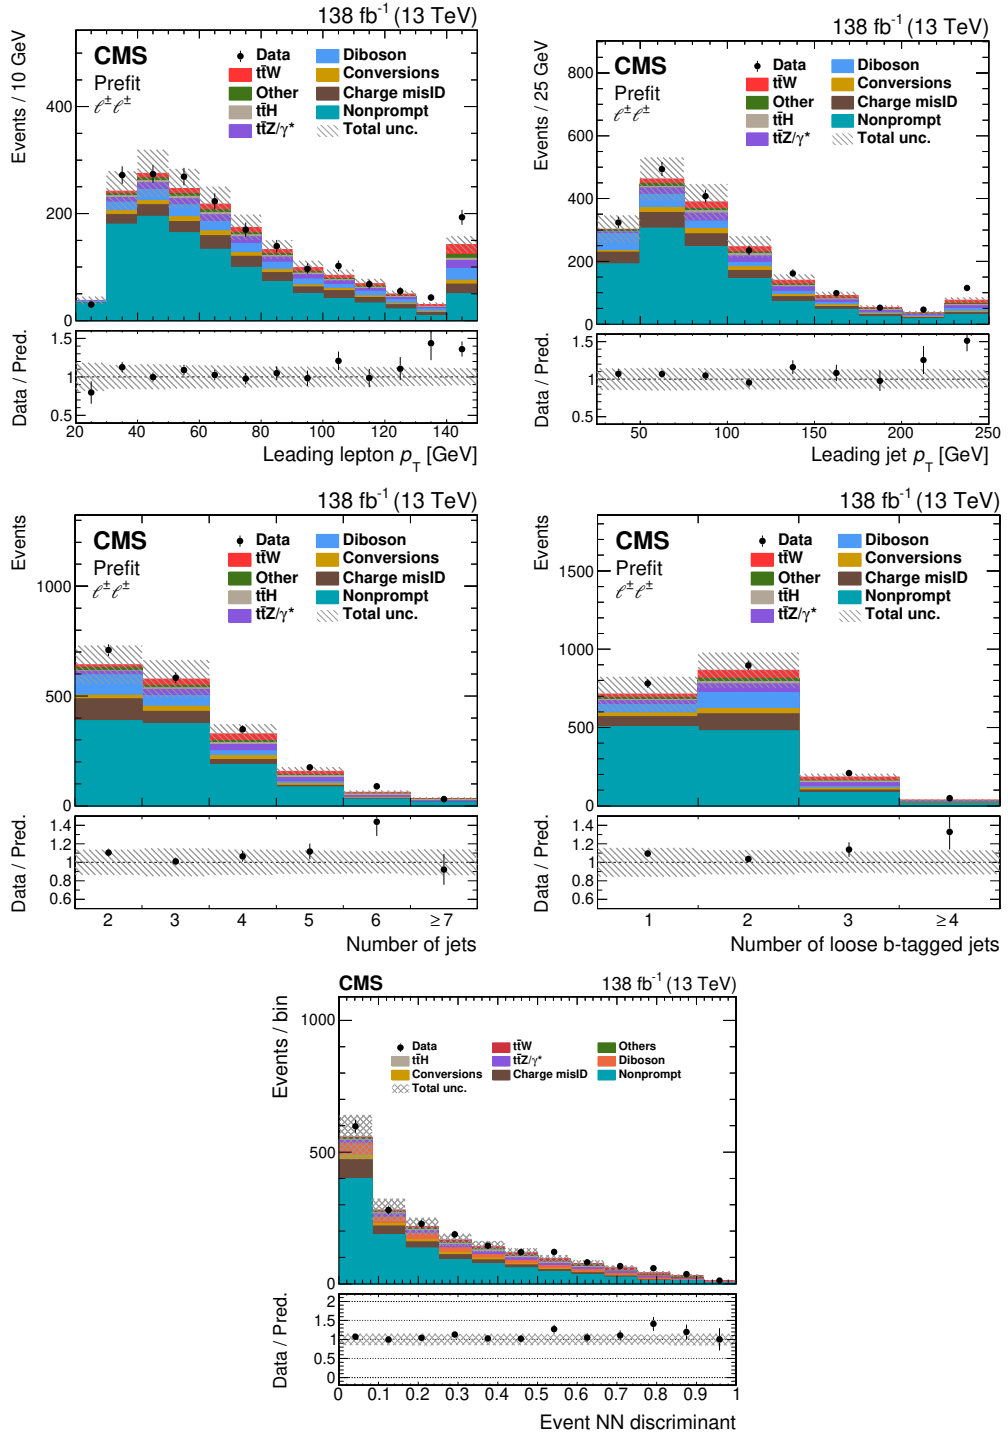 138 fb⁻¹ (13 TeV)
Events / 10 GeV
CMS
Prefit
ℓ±ℓ±
Data
tt̄W
Other
tt̄H
tt̄Z/γ*
Diboson
Conversions
Charge misID
Nonprompt
Total unc.
400
200
0
Data / Pred.
1.5
1
0.5
20 40 60 80 100 120 140
Leading lepton p_T [GeV]
138 fb⁻¹ (13 TeV)
Events / 25 GeV
CMS
Prefit
ℓ±ℓ±
Data
tt̄W
Other
tt̄H
tt̄Z/γ*
Diboson
Conversions
Charge misID
Nonprompt
Total unc.
800
600
400
200
0
Data / Pred.
1.5
1
0.5
50 100 150 200 250
Leading jet p_T [GeV]
138 fb⁻¹ (13 TeV)
Events
CMS
Prefit
ℓ±ℓ±
Data
tt̄W
Other
tt̄H
tt̄Z/γ*
Diboson
Conversions
Charge misID
Nonprompt
Total unc.
1000
500
0
Data / Pred.
1.4
1.2
1
0.8
0.6
2 3 4 5 6 ≥7
Number of jets
138 fb⁻¹ (13 TeV)
Events
CMS
Prefit
ℓ±ℓ±
Data
tt̄W
Other
tt̄H
tt̄Z/γ*
Diboson
Conversions
Charge misID
Nonprompt
Total unc.
1500
1000
500
0
Data / Pred.
1.4
1.2
1
0.8
0.6
1 2 3 ≥4
Number of loose b-tagged jets
CMS 138 fb⁻¹ (13 TeV)
Events / bin
Data tt̄W Others
tt̄H tt̄Z/γ* Diboson
Conversions Charge misID Nonprompt
Total unc.
1000
500
0
Data / Pred.
2
1.5
1
0.5
0
0 0.1 0.2 0.3 0.4 0.5 0.6 0.7 0.8 0.9 1
Event NN discriminant